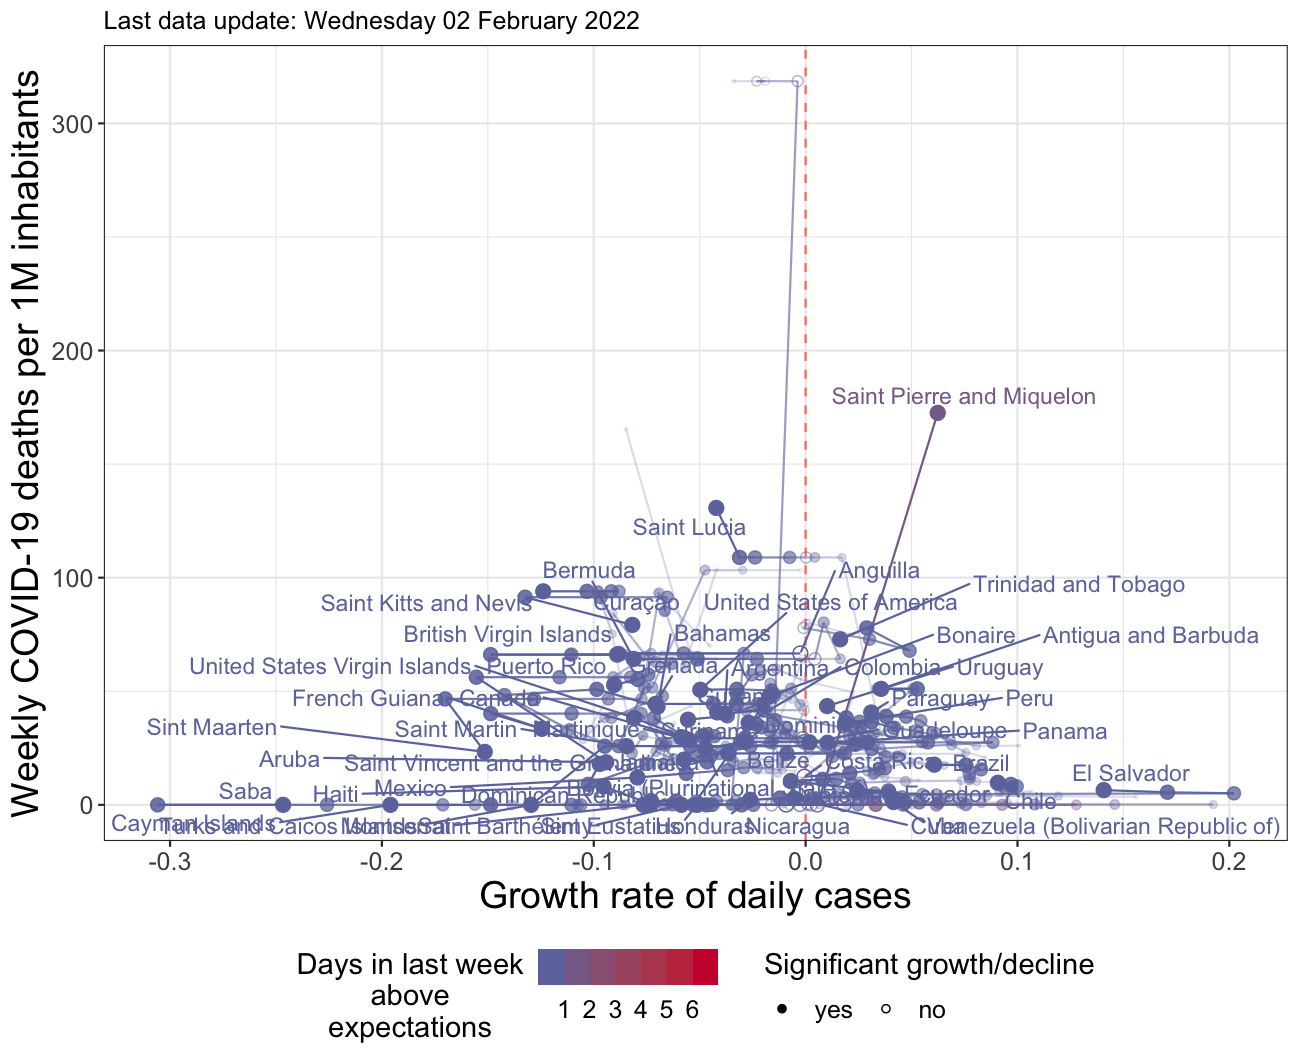 Last data update: Wednesday 02 February 2022
Weekly COVID-19 deaths per 1M inhabitants
300
200
100
0
Saint Pierre and Miquelon
Saint Lucia
Bermuda
Anguilla
Trinidad and Tobago
Saint Kitts and Nevis
Curaçao
United States of America
British Virgin Islands
Bahamas
Bonaire
Antigua and Barbuda
United States Virgin Islands
Puerto Rico
Grenada
Argentina
Colombia
Uruguay
French Guiana
Canada
Paraguay
Peru
Sint Maarten
Saint Martin
Martinique
Suriname
Guadeloupe
Panama
Aruba
Saint Vincent and the Grenadines
Belize
Costa Rica
Brazil
El Salvador
Saba
Haiti
Mexico
Dominican Republic
Bolivia (Plurinational
Ecuador
Chile
Cayman Islands
Turks and Caicos Islands
Montserrat
Saint Barthélemy
Sint Eustatius
Honduras
Nicaragua
Cuba
Venezuela (Bolivarian Republic of)
-0.3
-0.2
-0.1
0.0
0.1
0.2
Growth rate of daily cases
Days in last week
above
expectations
1 2 3 4 5 6
Significant growth/decline
yes
no